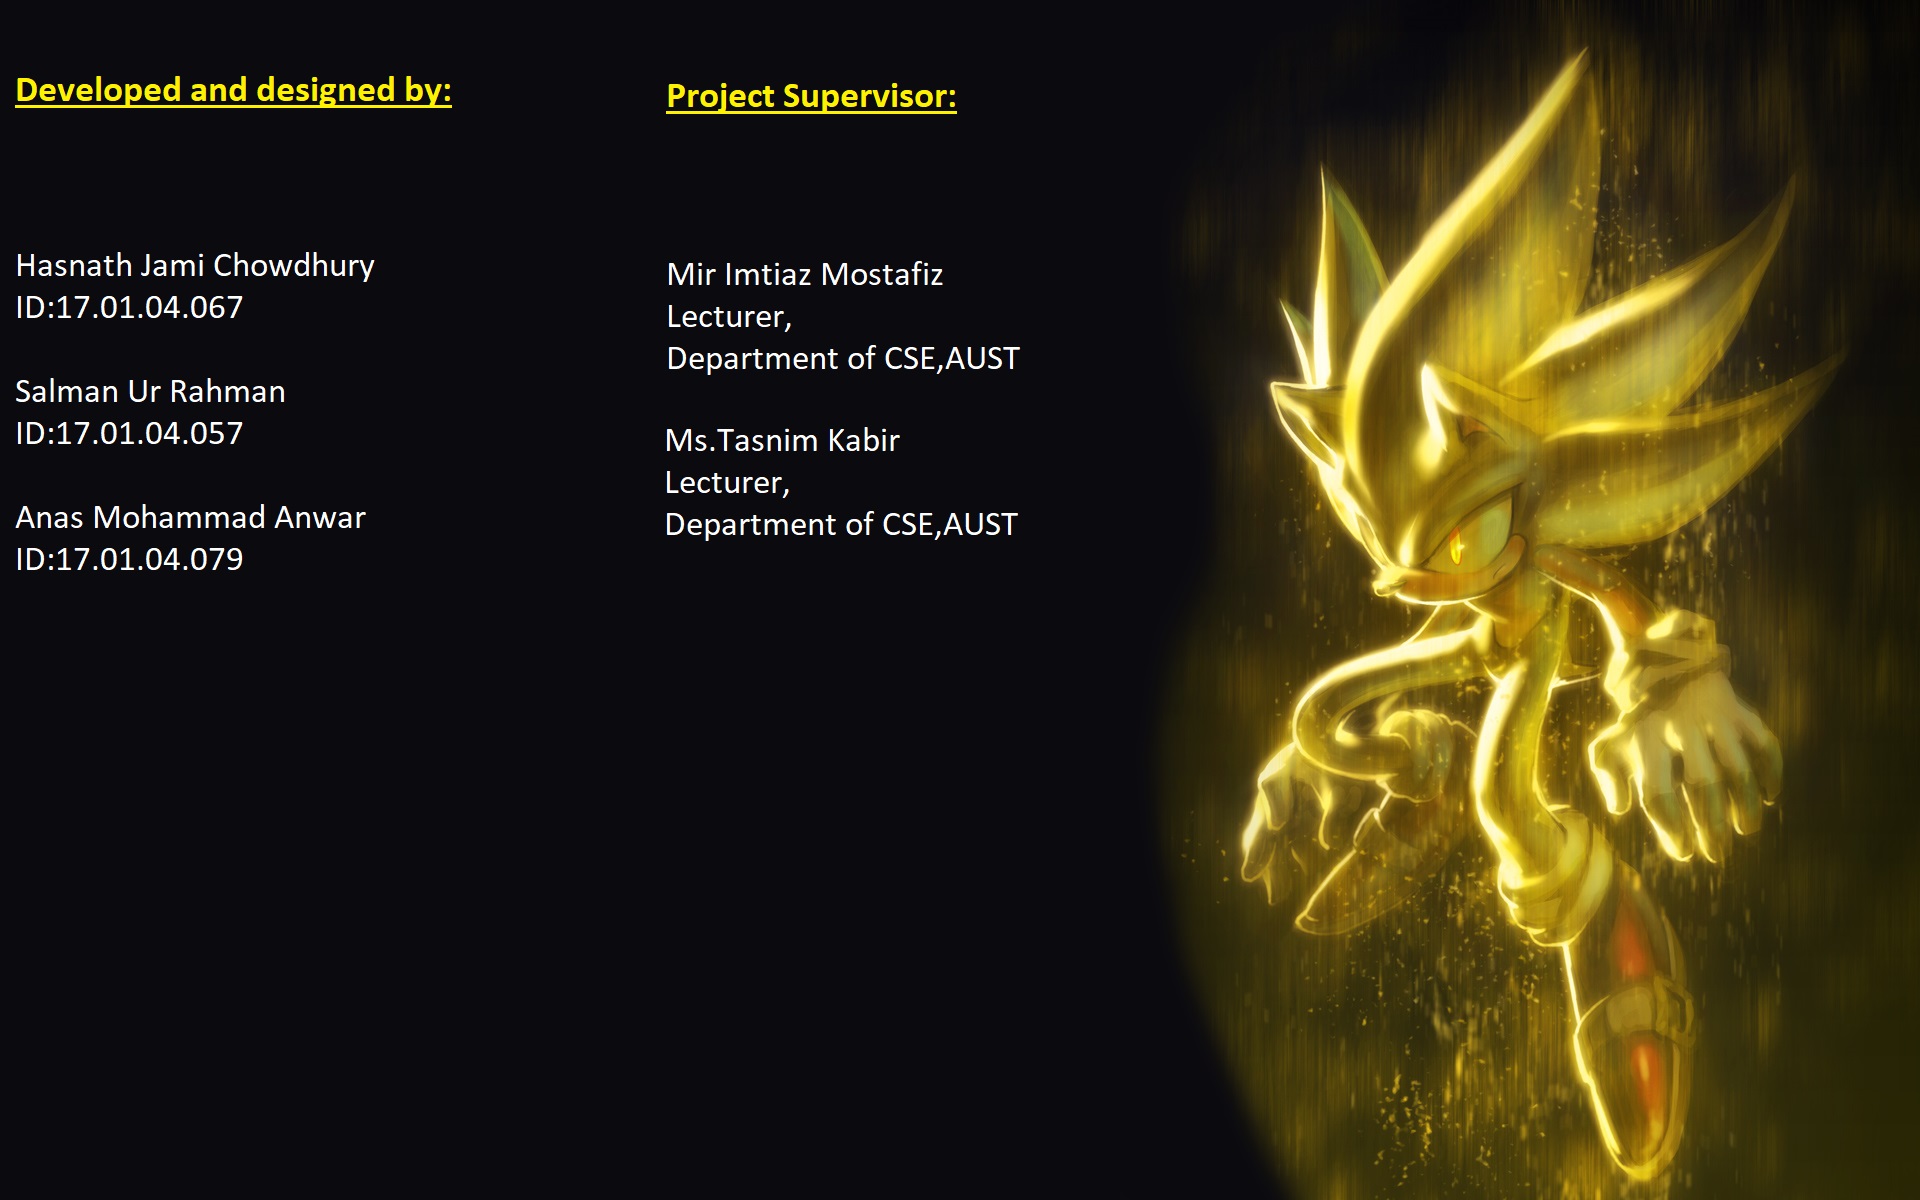 Developed and designed by:
Hasnath Jami Chowdhury
ID:17.01.04.067
Salman Ur Rahman
ID:17.01.04.057
Anas Mohammad Anwar
ID:17.01.04.079
Project Supervisor:
Mir Imtiaz Mostafiz
Lecturer,
Department of CSE,AUST
Ms.Tasnim Kabir
Lecturer,
Department of CSE,AUST